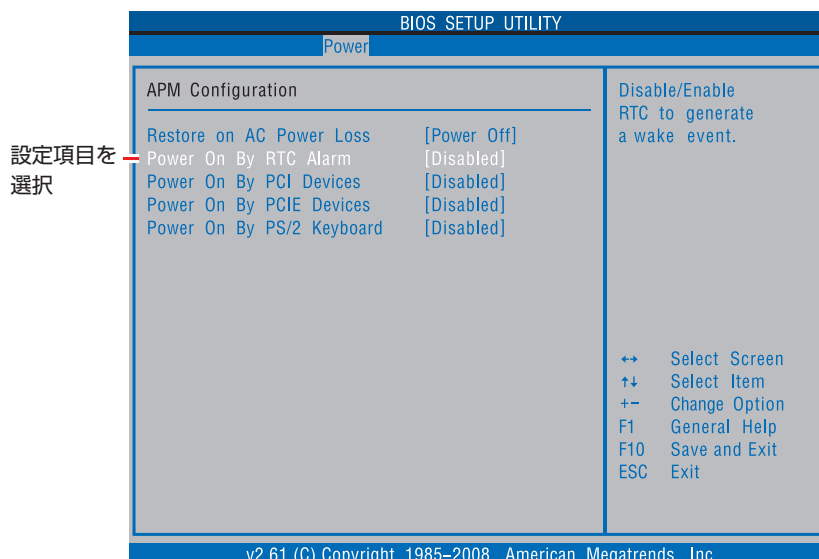 BIOS SETUP UTILITY
Power
APM Configuration
Restore on AC Power Loss [Power Off]
Power On By RTC Alarm [Disabled]
Power On By PCI Devices [Disabled]
Power On By PCIE Devices [Disabled]
Power On By PS/2 Keyboard [Disabled]
設定項目を
選択
Disable/Enable
RTC to generate
a wake event.
↔ Select Screen
↑↓ Select Item
+− Change Option
F1 General Help
F10 Save and Exit
ESC Exit
v2.61 (C) Copyright 1985−2008, American Megatrends, Inc